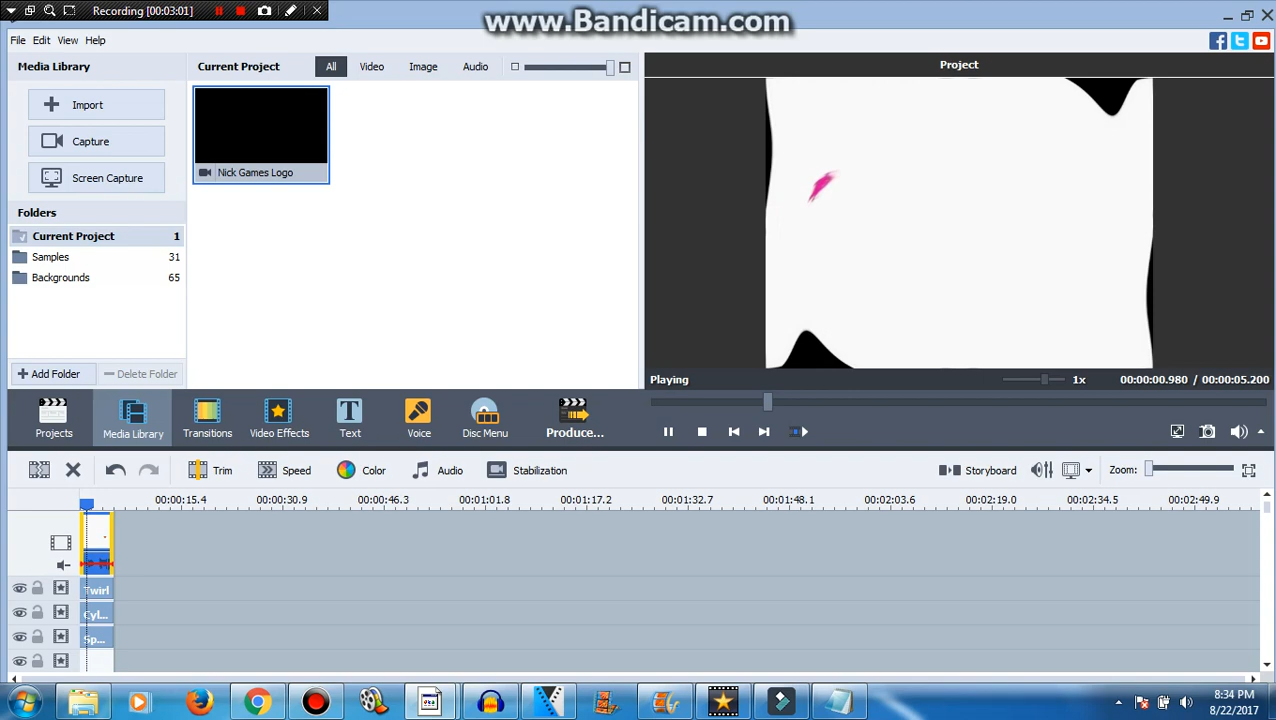 Recording [00:03:01]
www.Bandicam.com
File Edit View Help
Media Library
Current Project
All
Video
Image
Audio
Project
Import
Capture
Screen Capture
Nick Games Logo
Folders
Current Project 1
Samples 31
Backgrounds 65
+ Add Folder
Delete Folder
Playing
1x
00:00:00.980 / 00:00:05.200
Projects
Media Library
Transitions
Video Effects
Text
Voice
Disc Menu
Produce...
Trim
Speed
Color
Audio
Stabilization
Storyboard
Zoom:
00:00:15.4 00:00:30.9 00:00:46.3 00:01:01.8 00:01:17.2 00:01:32.7 00:01:48.1 00:02:03.6 00:02:19.0 00:02:34.5 00:02:49.9
Twirl
Cyl...
Sp...
8:34 PM
8/22/2017